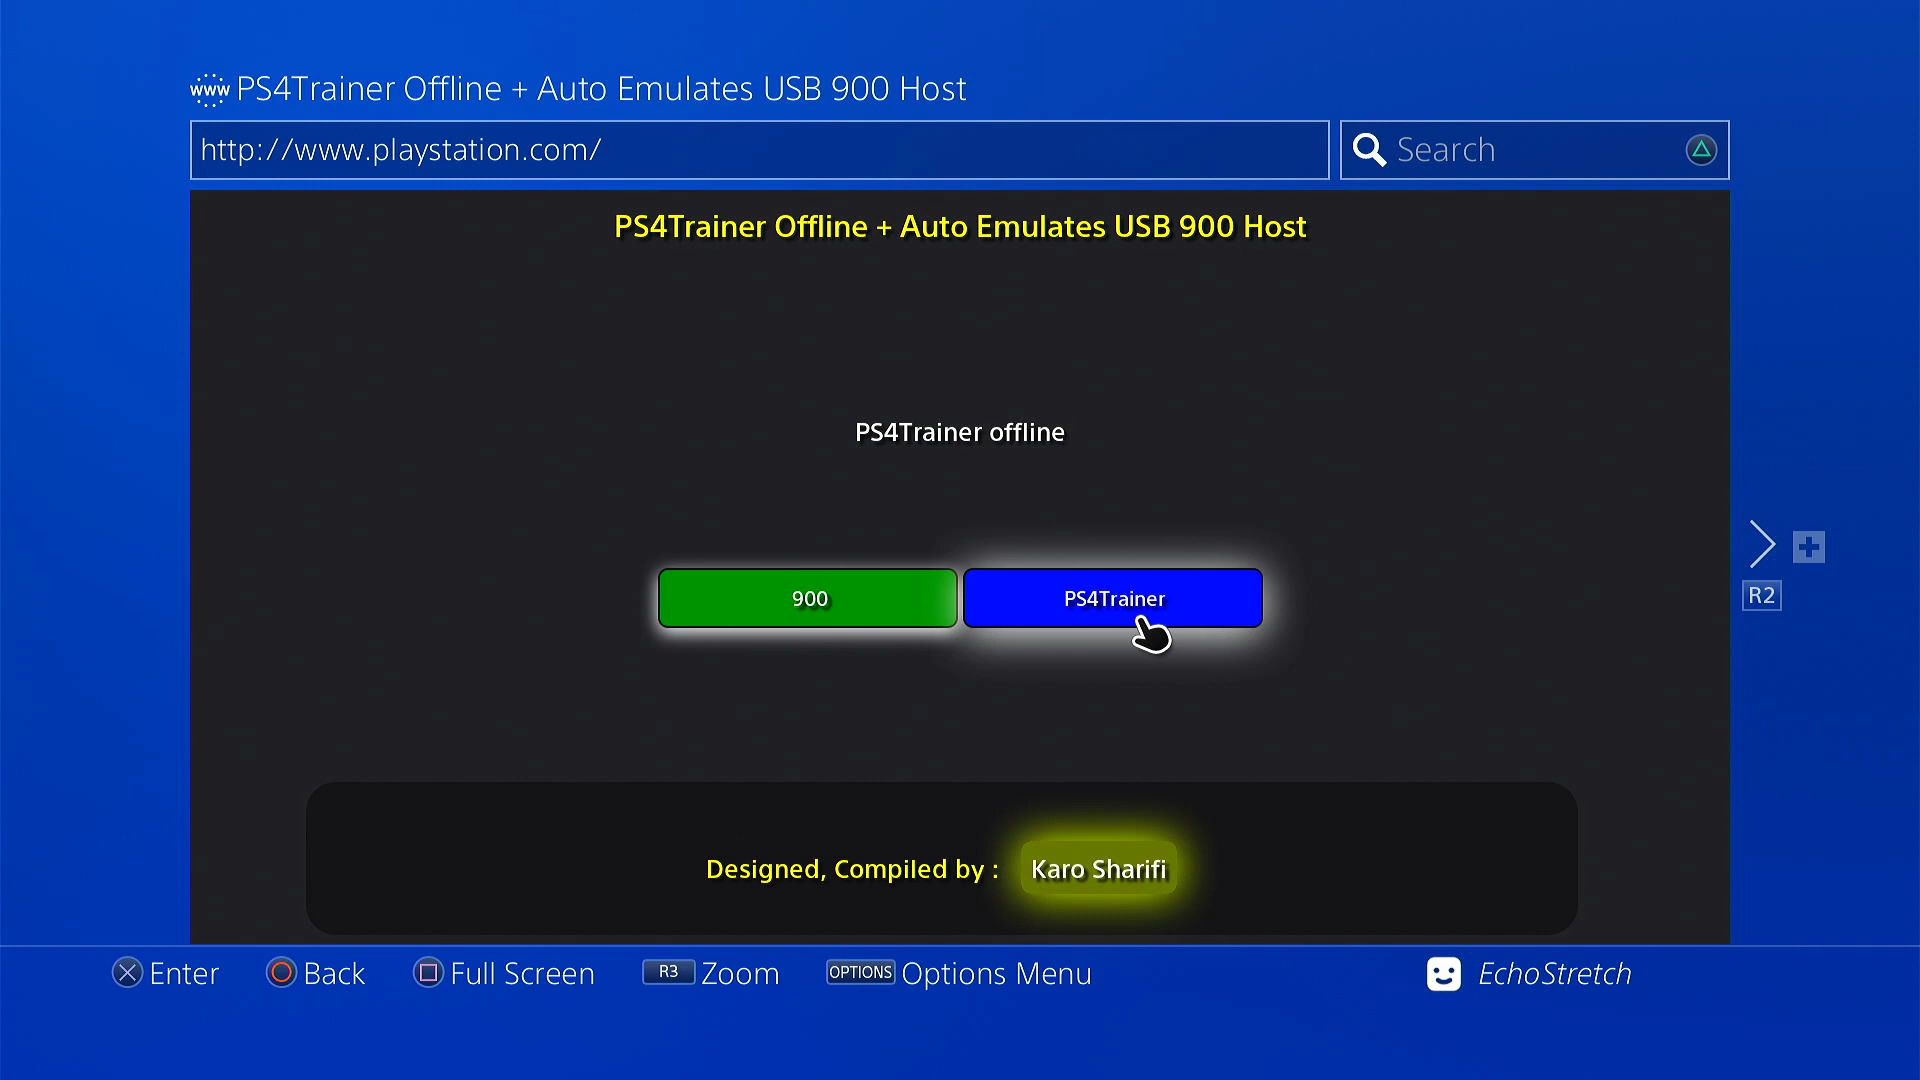 www PS4Trainer Offline + Auto Emulates USB 900 Host
http://www.playstation.com/
Search
PS4Trainer Offline + Auto Emulates USB 900 Host
PS4Trainer offline
900
PS4Trainer
R2
Designed, Compiled by : Karo Sharifi
Enter Back Full Screen R3 Zoom OPTIONS Options Menu EchoStretch